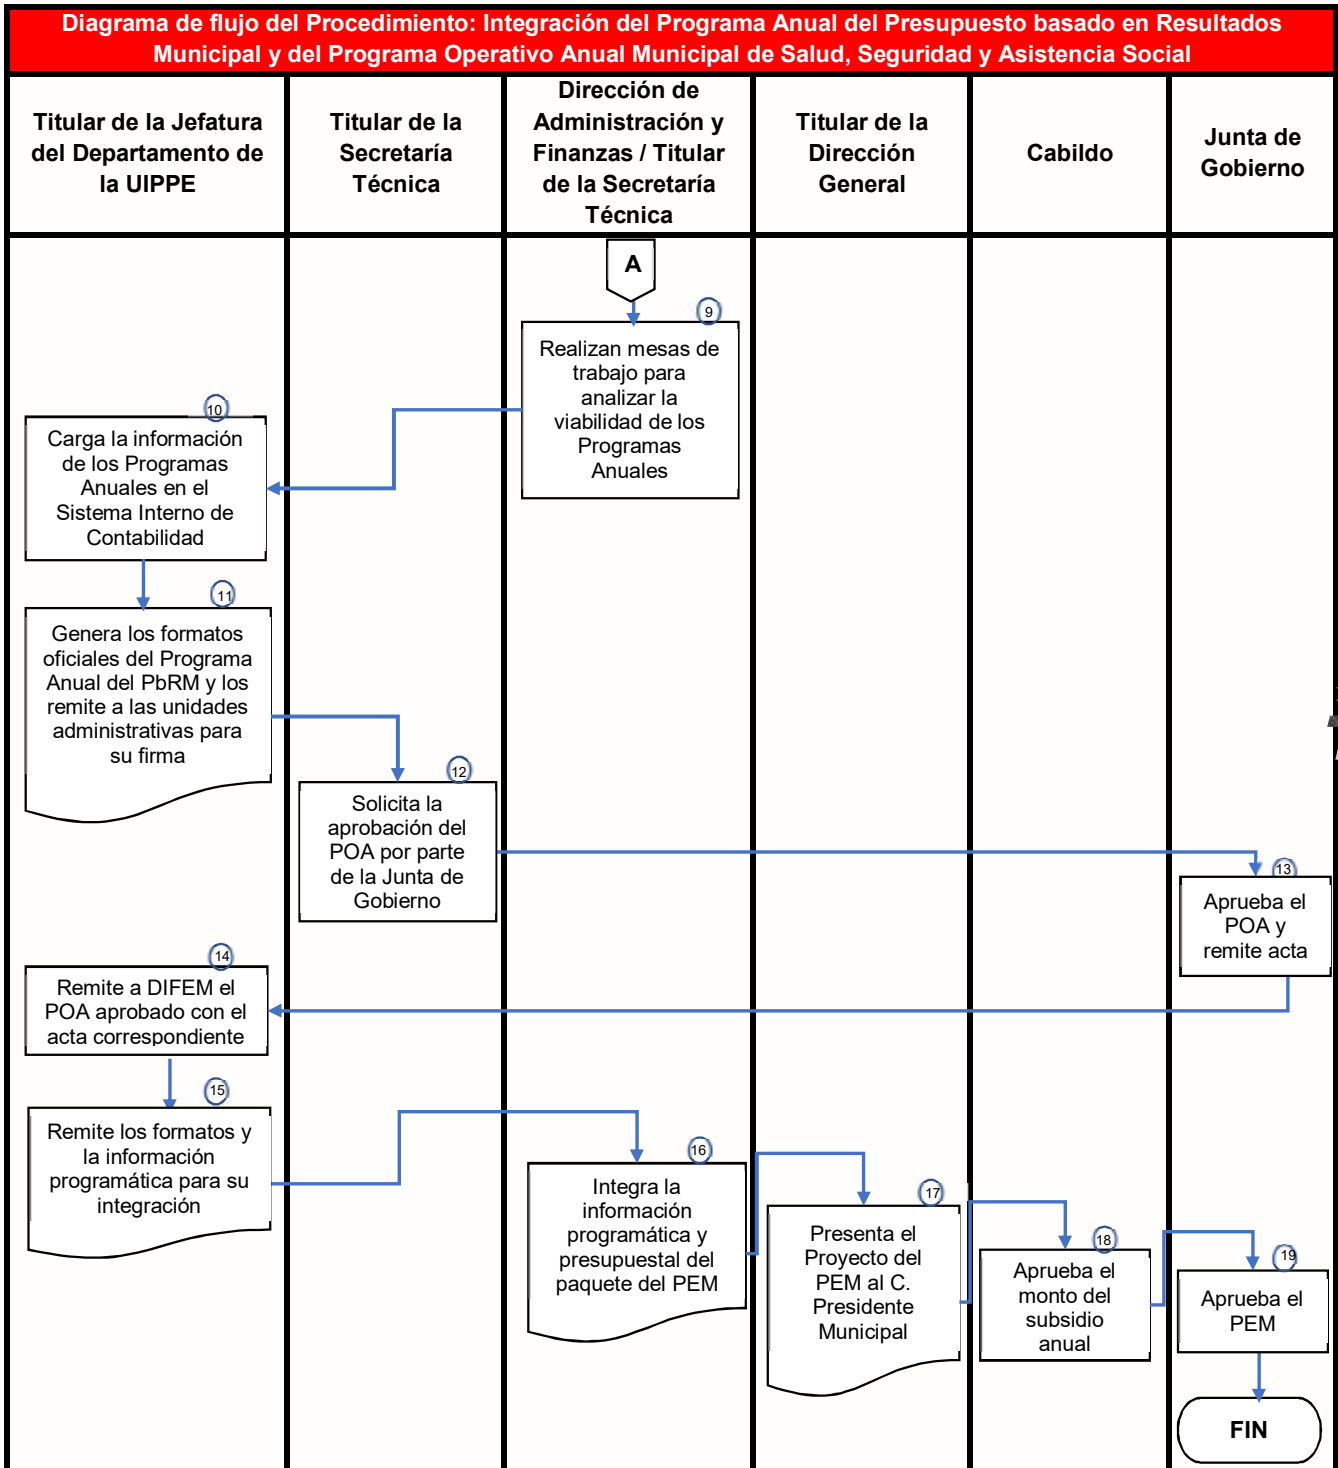 Diagrama de flujo del Procedimiento: Integración del Programa Anual del Presupuesto basado en Resultados
Municipal y del Programa Operativo Anual Municipal de Salud, Seguridad y Asistencia Social
Titular de la Jefatura
del Departamento de
la UIPPE
Titular de la
Secretaría
Técnica
Dirección de
Administración y
Finanzas / Titular
de la Secretaría
Técnica
Titular de la
Dirección
General
Cabildo
Junta de
Gobierno
A
9
Realizan mesas de
trabajo para
analizar la
viabilidad de los
Programas
Anuales
10
Carga la información
de los Programas
Anuales en el
Sistema Interno de
Contabilidad
11
Genera los formatos
oficiales del Programa
Anual del PbRM y los
remite a las unidades
administrativas para
su firma
12
Solicita la
aprobación del
POA por parte
de la Junta de
Gobierno
13
Aprueba el
POA y
remite acta
14
Remite a DIFEM el
POA aprobado con el
acta correspondiente
15
Remite los formatos y
la información
programática para su
integración
16
Integra la
información
programática y
presupuestal del
paquete del PEM
17
Presenta el
Proyecto del
PEM al C.
Presidente
Municipal
18
Aprueba el
monto del
subsidio
anual
19
Aprueba el
PEM
FIN